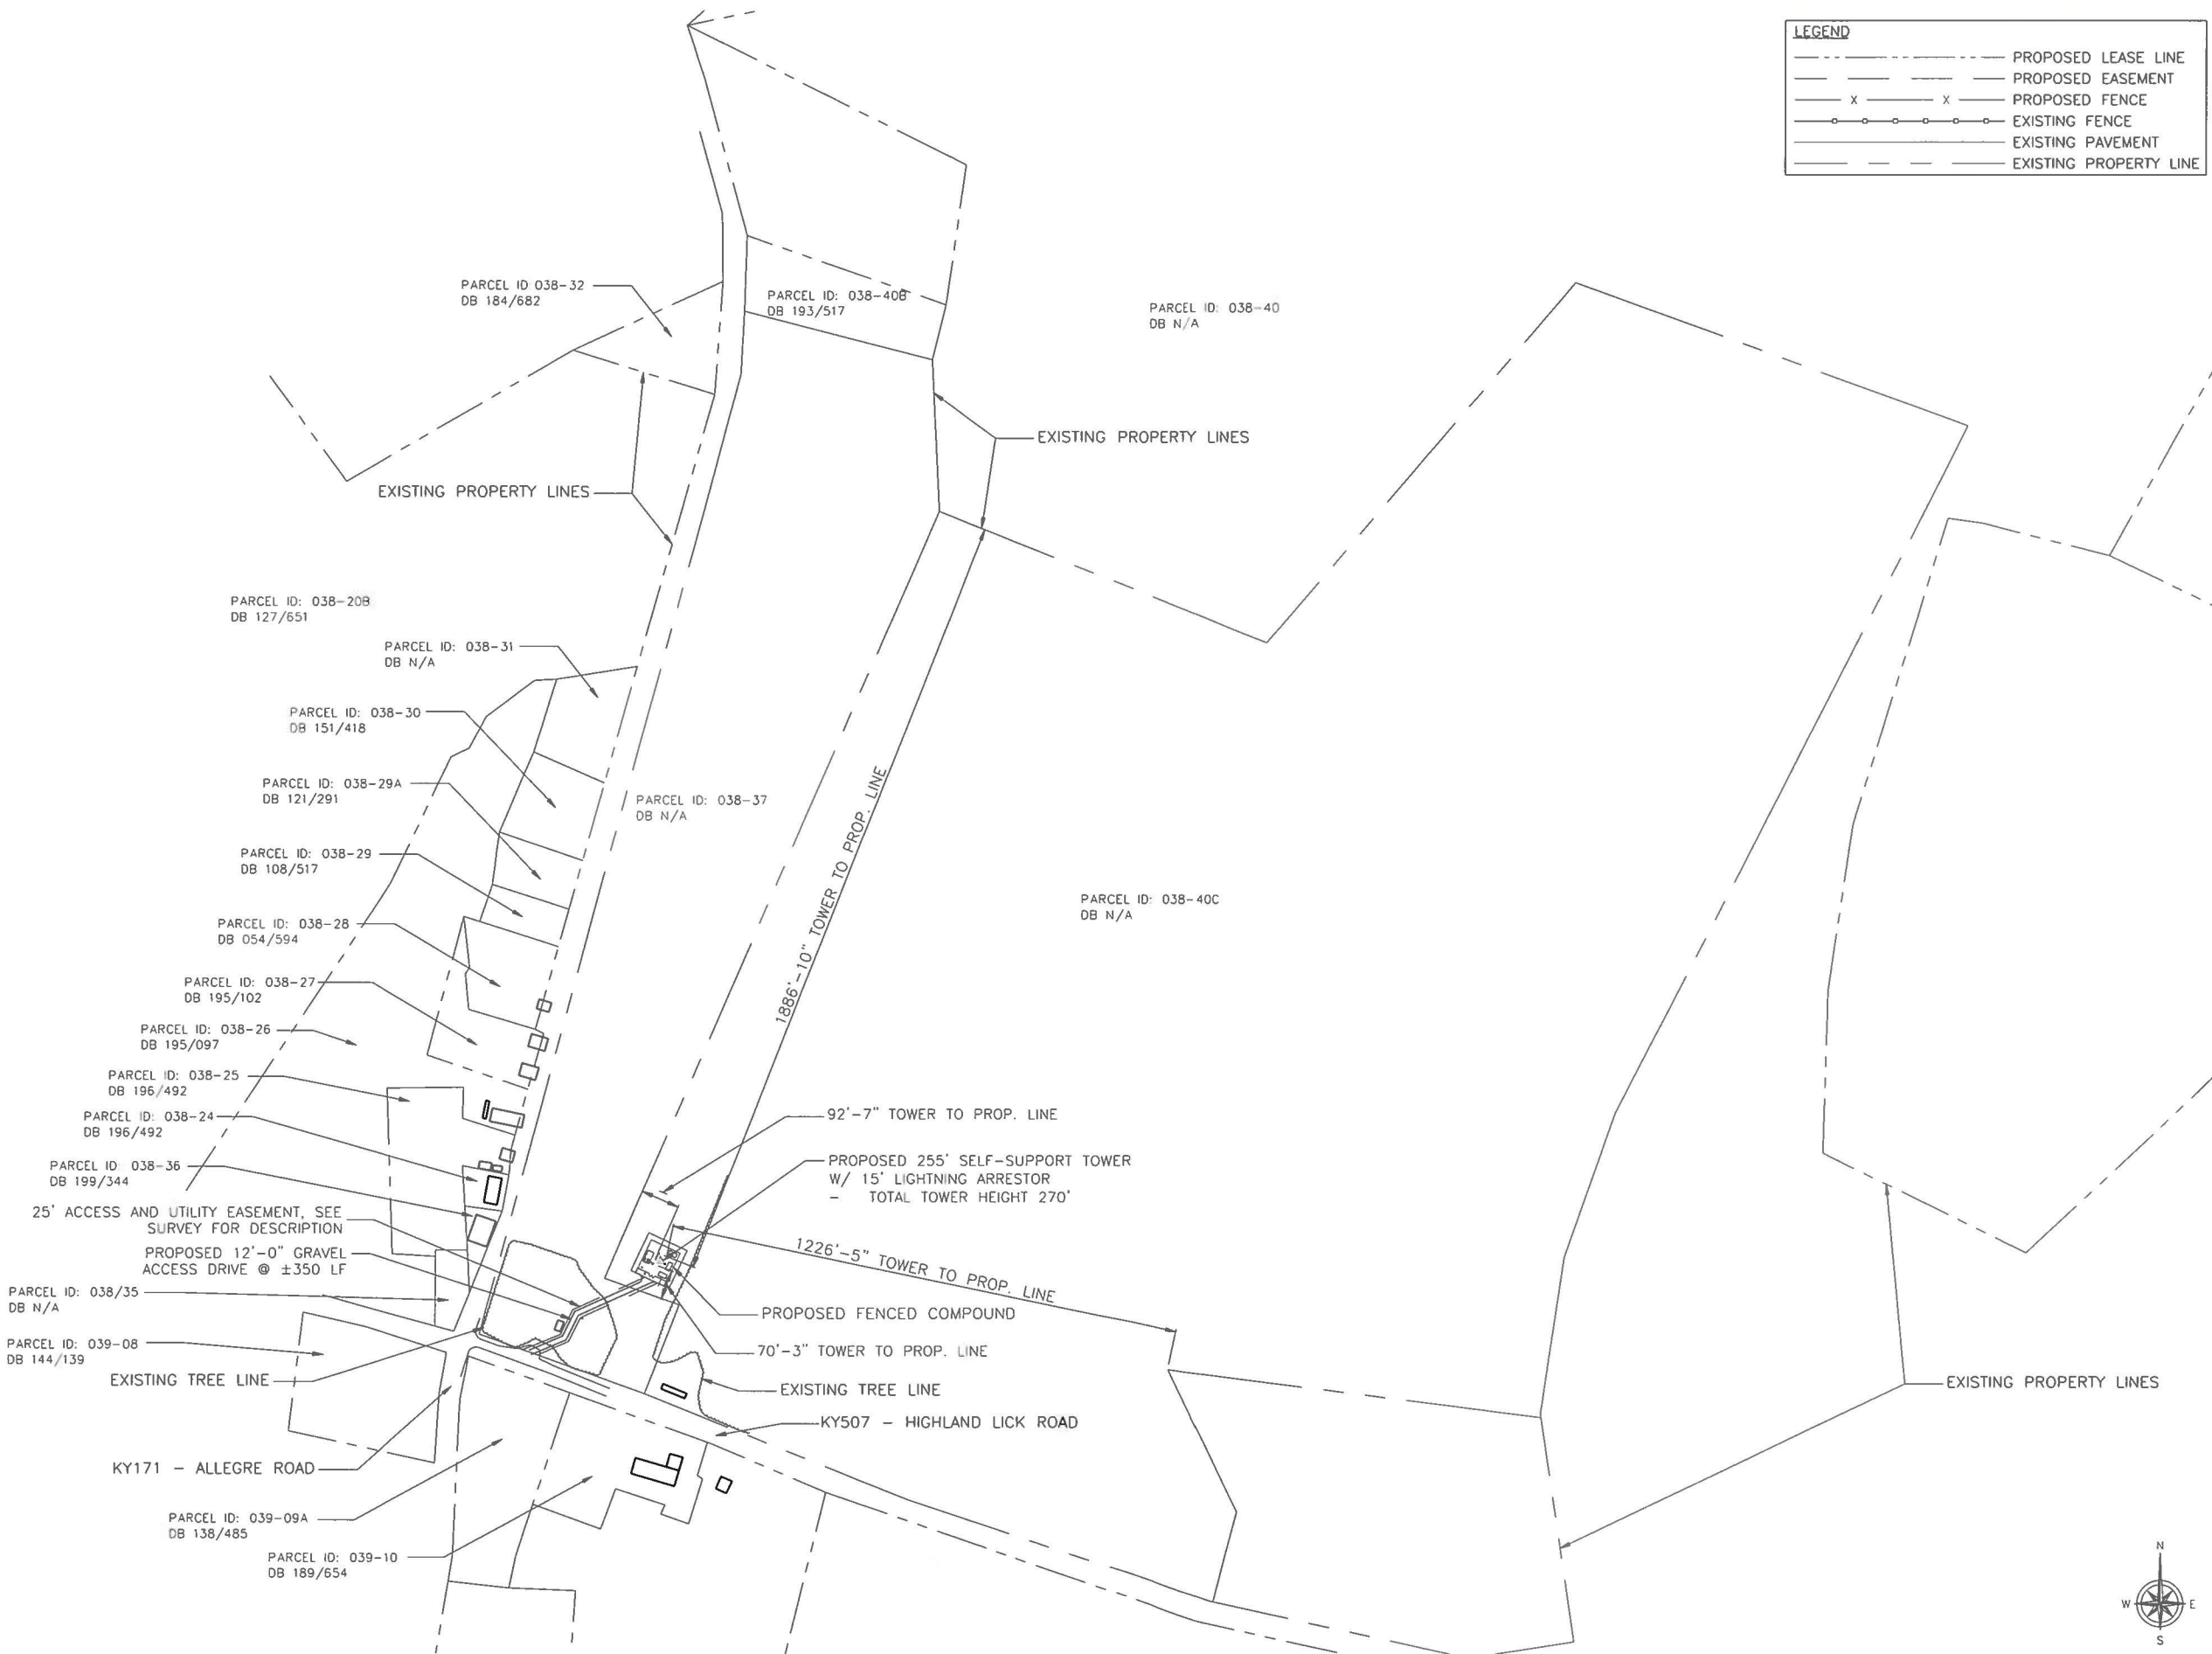 LEGEND
PROPOSED LEASE LINE
PROPOSED EASEMENT
X X PROPOSED FENCE
EXISTING FENCE
EXISTING PAVEMENT
EXISTING PROPERTY LINE
PARCEL ID 038-32
DB 184/682
PARCEL ID: 038-40B
DB 193/517
PARCEL ID: 038-40
DB N/A
EXISTING PROPERTY LINES
EXISTING PROPERTY LINES
PARCEL ID: 038-20B
DB 127/651
PARCEL ID: 038-31
DB N/A
PARCEL ID: 038-30
DB 151/418
PARCEL ID: 038-29A
DB 121/291
PARCEL ID: 038-37
DB N/A
PARCEL ID: 038-29
DB 108/517
PARCEL ID: 038-40C
DB N/A
PARCEL ID: 038-28
DB 054/594
1886'-10" TOWER TO PROP. LINE
PARCEL ID: 038-27
DB 195/102
PARCEL ID: 038-26
DB 195/097
PARCEL ID: 038-25
DB 196/492
PARCEL ID: 038-24
DB 196/492
92'-7" TOWER TO PROP. LINE
PARCEL ID: 038-36
DB 199/344
PROPOSED 255' SELF-SUPPORT TOWER
W/ 15' LIGHTNING ARRESTOR
- TOTAL TOWER HEIGHT 270'
25' ACCESS AND UTILITY EASEMENT, SEE
SURVEY FOR DESCRIPTION
PROPOSED 12'-0" GRAVEL
ACCESS DRIVE @ ±350 LF
1226'-5" TOWER TO PROP. LINE
PARCEL ID: 038/35
DB N/A
PROPOSED FENCED COMPOUND
PARCEL ID: 039-08
DB 144/139
70'-3" TOWER TO PROP. LINE
EXISTING TREE LINE
EXISTING TREE LINE
EXISTING PROPERTY LINES
KY507 - HIGHLAND LICK ROAD
KY171 - ALLEGRE ROAD
PARCEL ID: 039-09A
DB 138/485
PARCEL ID: 039-10
DB 189/654
N
W E
S